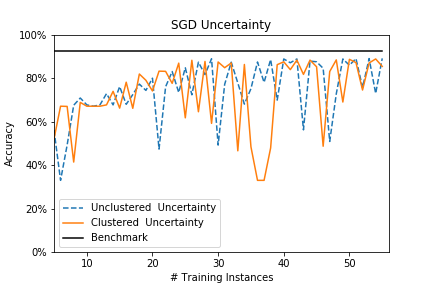 SGD Uncertainty
100%
80%
60%
40%
20%
0%
Accuracy
Unclustered  Uncertainty
Clustered  Uncertainty
Benchmark
10 20 30 40 50
# Training Instances